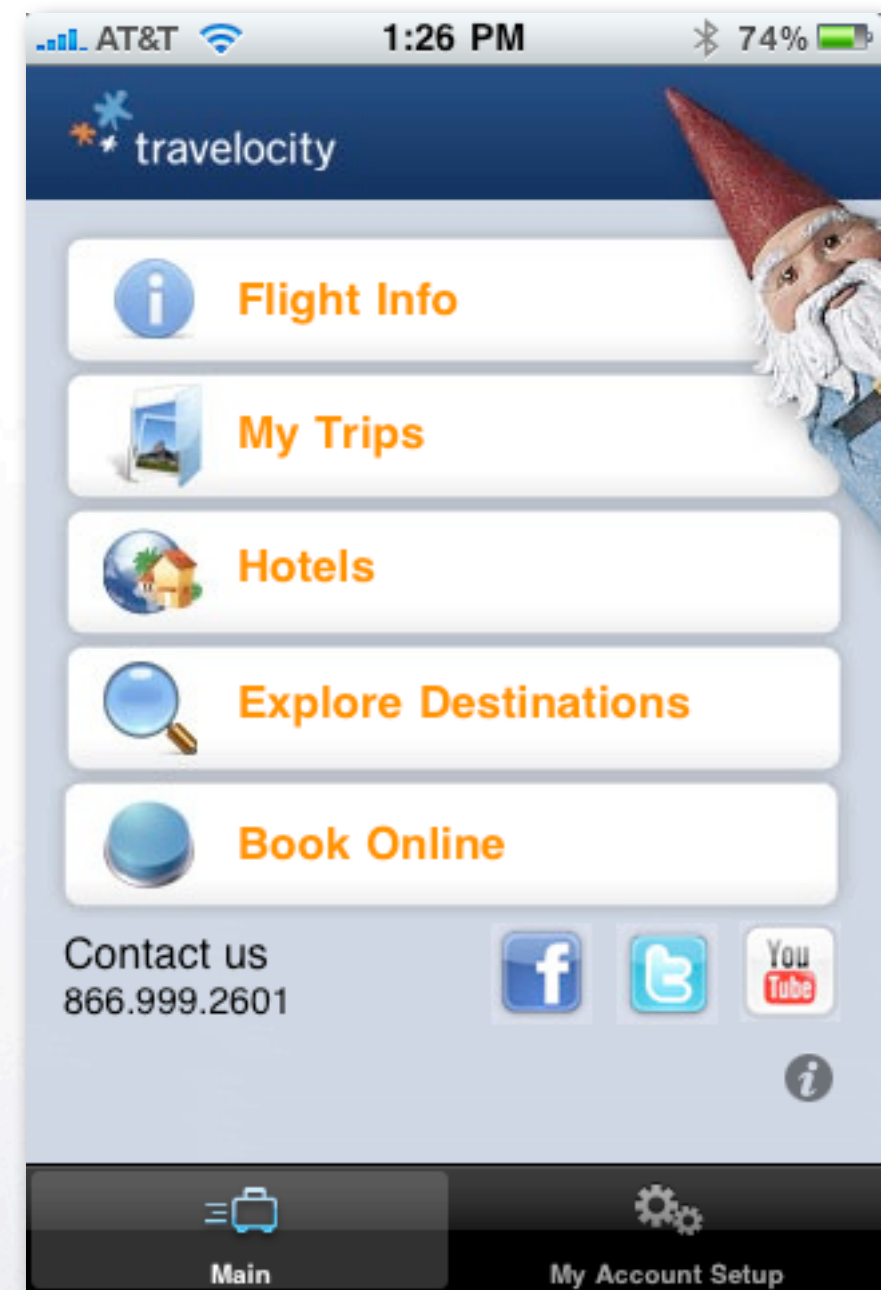 AT&T 1:26 PM 74%
travelocity
Flight Info
My Trips
Hotels
Explore Destinations
Book Online
Contact us
866.999.2601
f t You Tube
i
Main My Account Setup